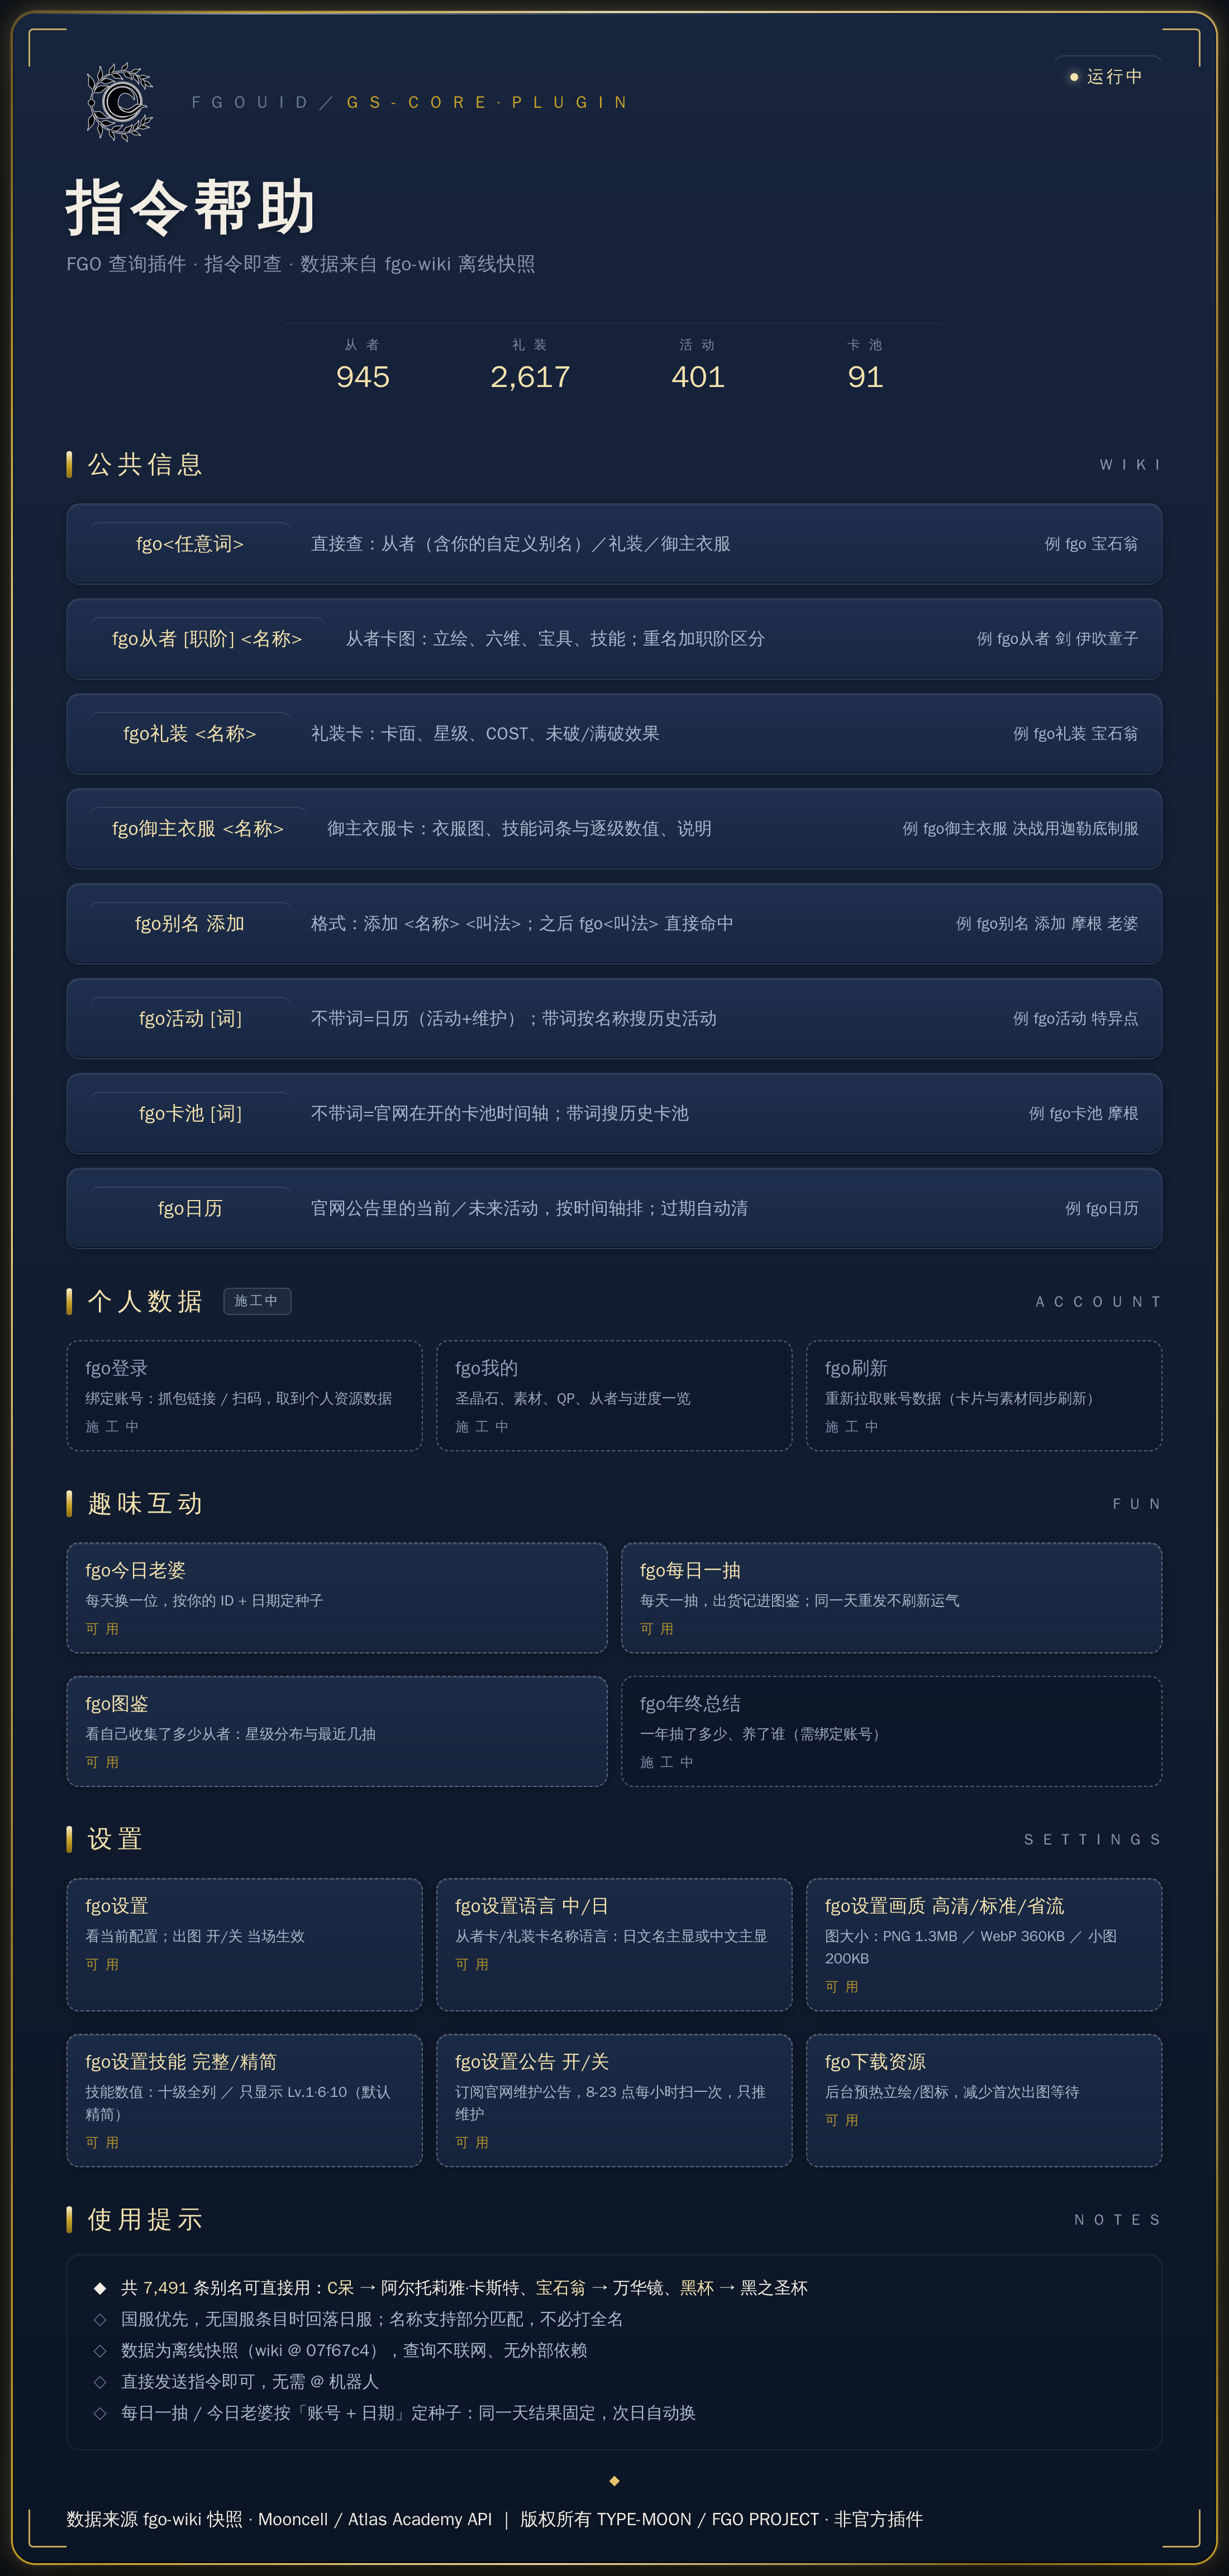 FGOUID / GS-CORE·PLUGIN
运行中
指令帮助
FGO 查询插件 · 指令即查 · 数据来自 fgo-wiki 离线快照
从者 礼装 活动 卡池
945 2,617 401 91
公共信息 WIKI
fgo<任意词> 直接查：从者（含你的自定义别名）／礼装／御主衣服 例 fgo 宝石翁
fgo从者 [职阶] <名称> 从者卡图：立绘、六维、宝具、技能；重名加职阶区分 例 fgo从者 剑 伊吹童子
fgo礼装 <名称> 礼装卡：卡面、星级、COST、未破/满破效果 例 fgo礼装 宝石翁
fgo御主衣服 <名称> 御主衣服卡：衣服图、技能词条与逐级数值、说明 例 fgo御主衣服 决战用迦勒底制服
fgo别名 添加 格式：添加 <名称> <叫法>；之后 fgo<叫法> 直接命中 例 fgo别名 添加 摩根 老婆
fgo活动 [词] 不带词=日历（活动+维护）；带词按名称搜历史活动 例 fgo活动 特异点
fgo卡池 [词] 不带词=官网在开的卡池时间轴；带词搜历史卡池 例 fgo卡池 摩根
fgo日历 官网公告里的当前／未来活动，按时间轴排；过期自动清 例 fgo日历
个人数据 施工中 ACCOUNT
fgo登录
绑定账号：抓包链接 / 扫码，取到个人资源数据
施工中
fgo我的
圣晶石、素材、QP、从者与进度一览
施工中
fgo刷新
重新拉取账号数据（卡片与素材同步刷新）
施工中
趣味互动 FUN
fgo今日老婆
每天换一位，按你的 ID + 日期定种子
可用
fgo每日一抽
每天一抽，出货记进图鉴；同一天重发不刷新运气
可用
fgo图鉴
看自己收集了多少从者：星级分布与最近几抽
可用
fgo年终总结
一年抽了多少、养了谁（需绑定账号）
施工中
设置 SETTINGS
fgo设置
看当前配置；出图 开/关 当场生效
可用
fgo设置语言 中/日
从者卡/礼装卡名称语言：日文名主显或中文主显
可用
fgo设置画质 高清/标准/省流
图大小：PNG 1.3MB ／ WebP 360KB ／ 小图
200KB
可用
fgo设置技能 完整/精简
技能数值：十级全列 ／ 只显示 Lv.1·6·10（默认
精简）
可用
fgo设置公告 开/关
订阅官网维护公告，8-23 点每小时扫一次，只推
维护
可用
fgo下载资源
后台预热立绘/图标，减少首次出图等待
可用
使用提示 NOTES
◆ 共 7,491 条别名可直接用：C呆 → 阿尔托莉雅·卡斯特、宝石翁 → 万华镜、黑杯 → 黑之圣杯
◇ 国服优先，无国服条目时回落日服；名称支持部分匹配，不必打全名
◇ 数据为离线快照（wiki @ 07f67c4），查询不联网、无外部依赖
◇ 直接发送指令即可，无需 @ 机器人
◇ 每日一抽 / 今日老婆按「账号 + 日期」定种子：同一天结果固定，次日自动换
数据来源 fgo-wiki 快照 · Mooncell / Atlas Academy API ｜ 版权所有 TYPE-MOON / FGO PROJECT · 非官方插件